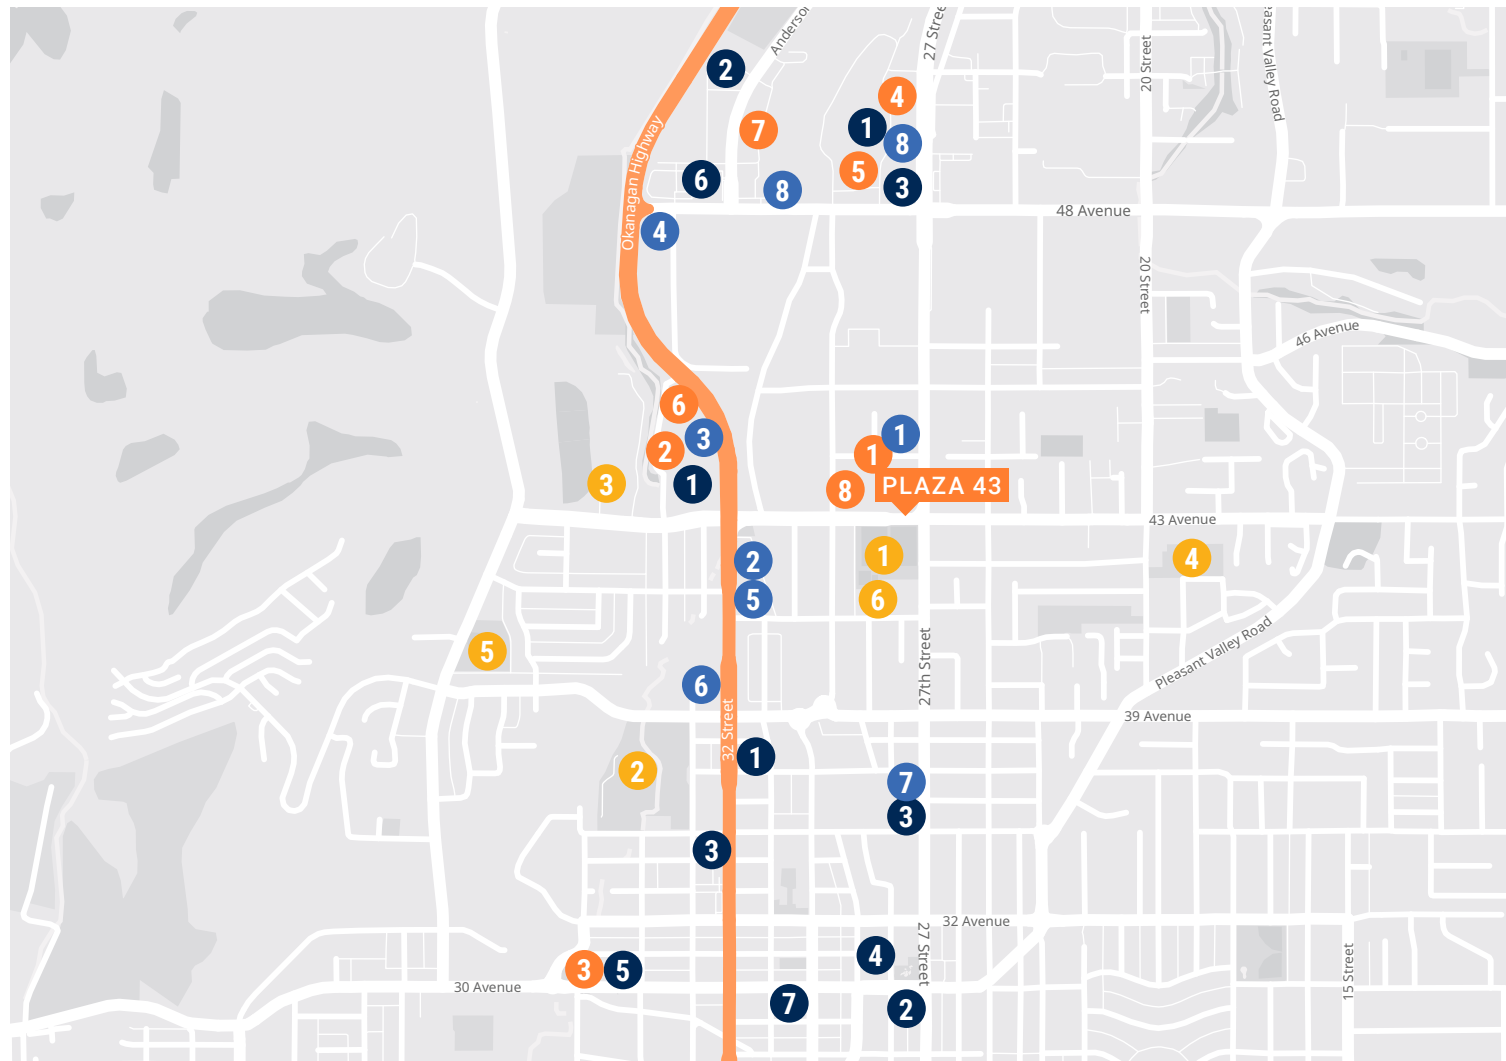 Anderso
27 Stree
20 Street
easant Valley Road
2
4
7
1
8
5
6
8
3
Okanagan Highway
4
48 Avenue
20 Street
46 Avenue
6
3
1
2
1
3
1
8
PLAZA 43
43 Avenue
2
1
4
5
6
5
27th Street
Pleasant Valley Road
6
32 Street
39 Avenue
1
2
7
3
3
32 Avenue
4
27 Street
3
5
15 Street
30 Avenue
7
2